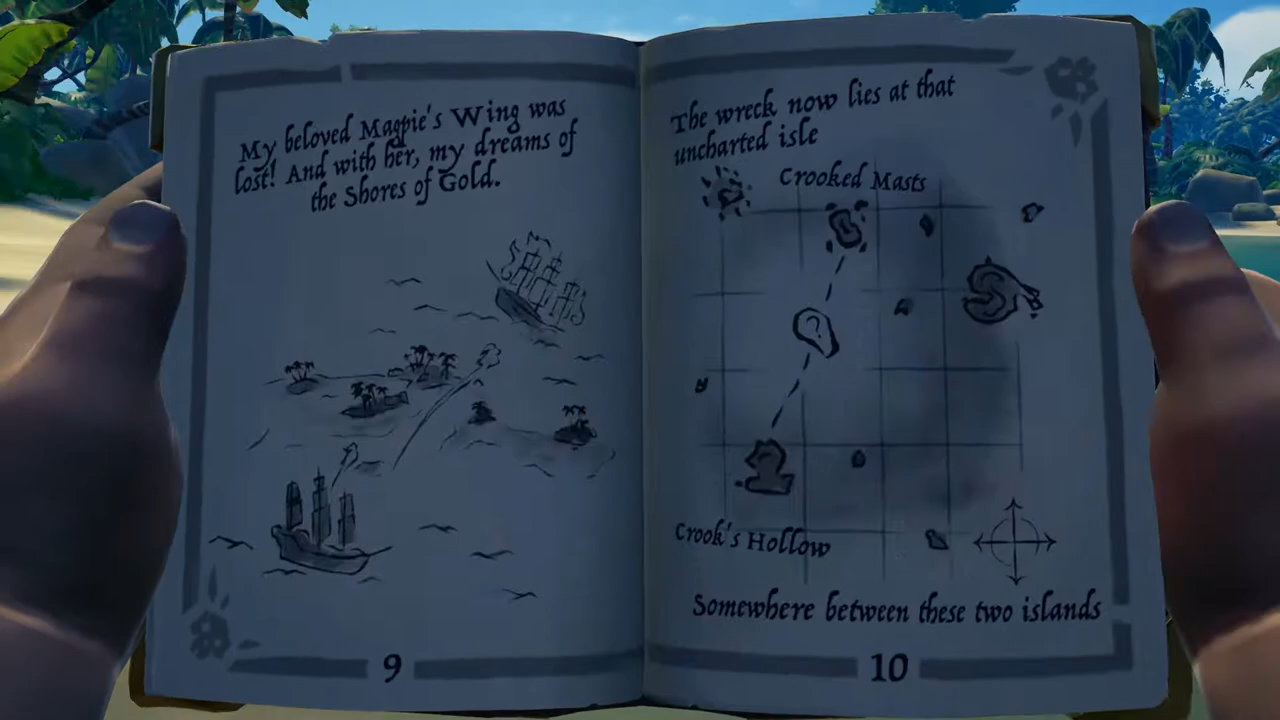 My beloved Magpie's Wing was
lost! And with her, my dreams of
the Shores of Gold.
9
The wreck now lies at that
uncharted isle
Crooked Masts
?
Crook's Hollow
Somewhere between these two islands
10